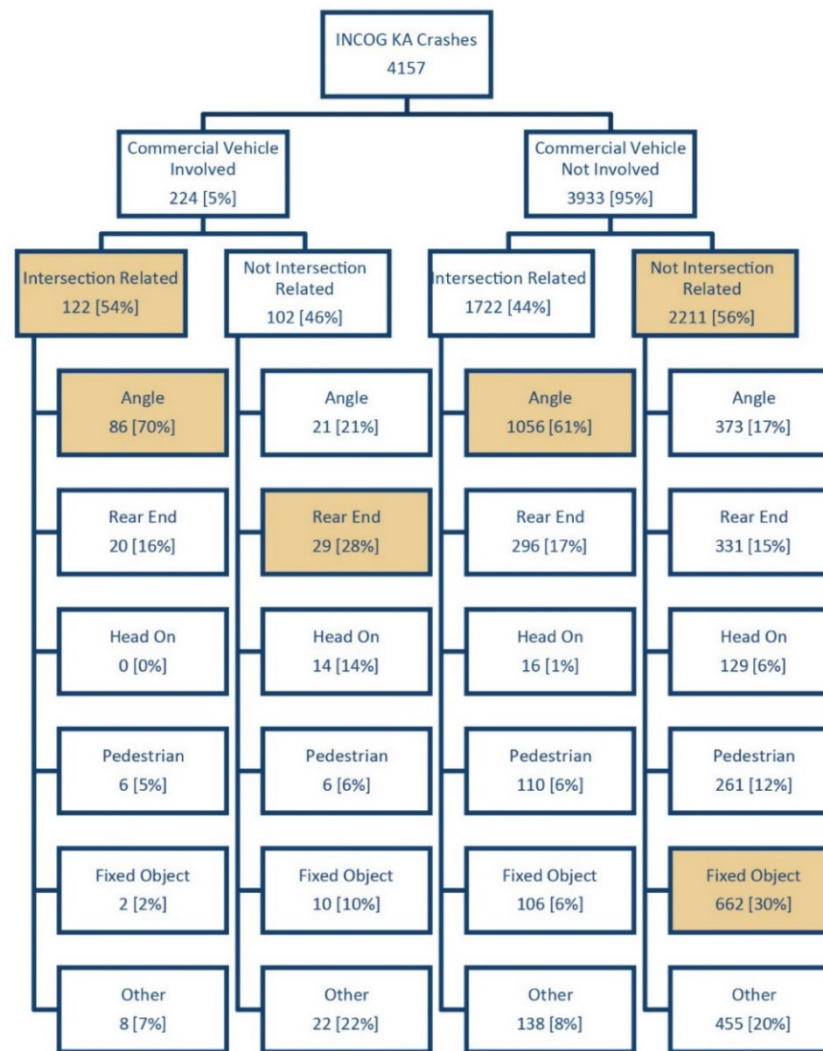 INCOG KA Crashes
4157
Commercial Vehicle
Involved
224 [5%]
Commercial Vehicle
Not Involved
3933 [95%]
Intersection Related
122 [54%]
Not Intersection
Related
102 [46%]
Intersection Related
1722 [44%]
Not Intersection
Related
2211 [56%]
Angle
86 [70%]
Angle
21 [21%]
Angle
1056 [61%]
Angle
373 [17%]
Rear End
20 [16%]
Rear End
29 [28%]
Rear End
296 [17%]
Rear End
331 [15%]
Head On
0 [0%]
Head On
14 [14%]
Head On
16 [1%]
Head On
129 [6%]
Pedestrian
6 [5%]
Pedestrian
6 [6%]
Pedestrian
110 [6%]
Pedestrian
261 [12%]
Fixed Object
2 [2%]
Fixed Object
10 [10%]
Fixed Object
106 [6%]
Fixed Object
662 [30%]
Other
8 [7%]
Other
22 [22%]
Other
138 [8%]
Other
455 [20%]